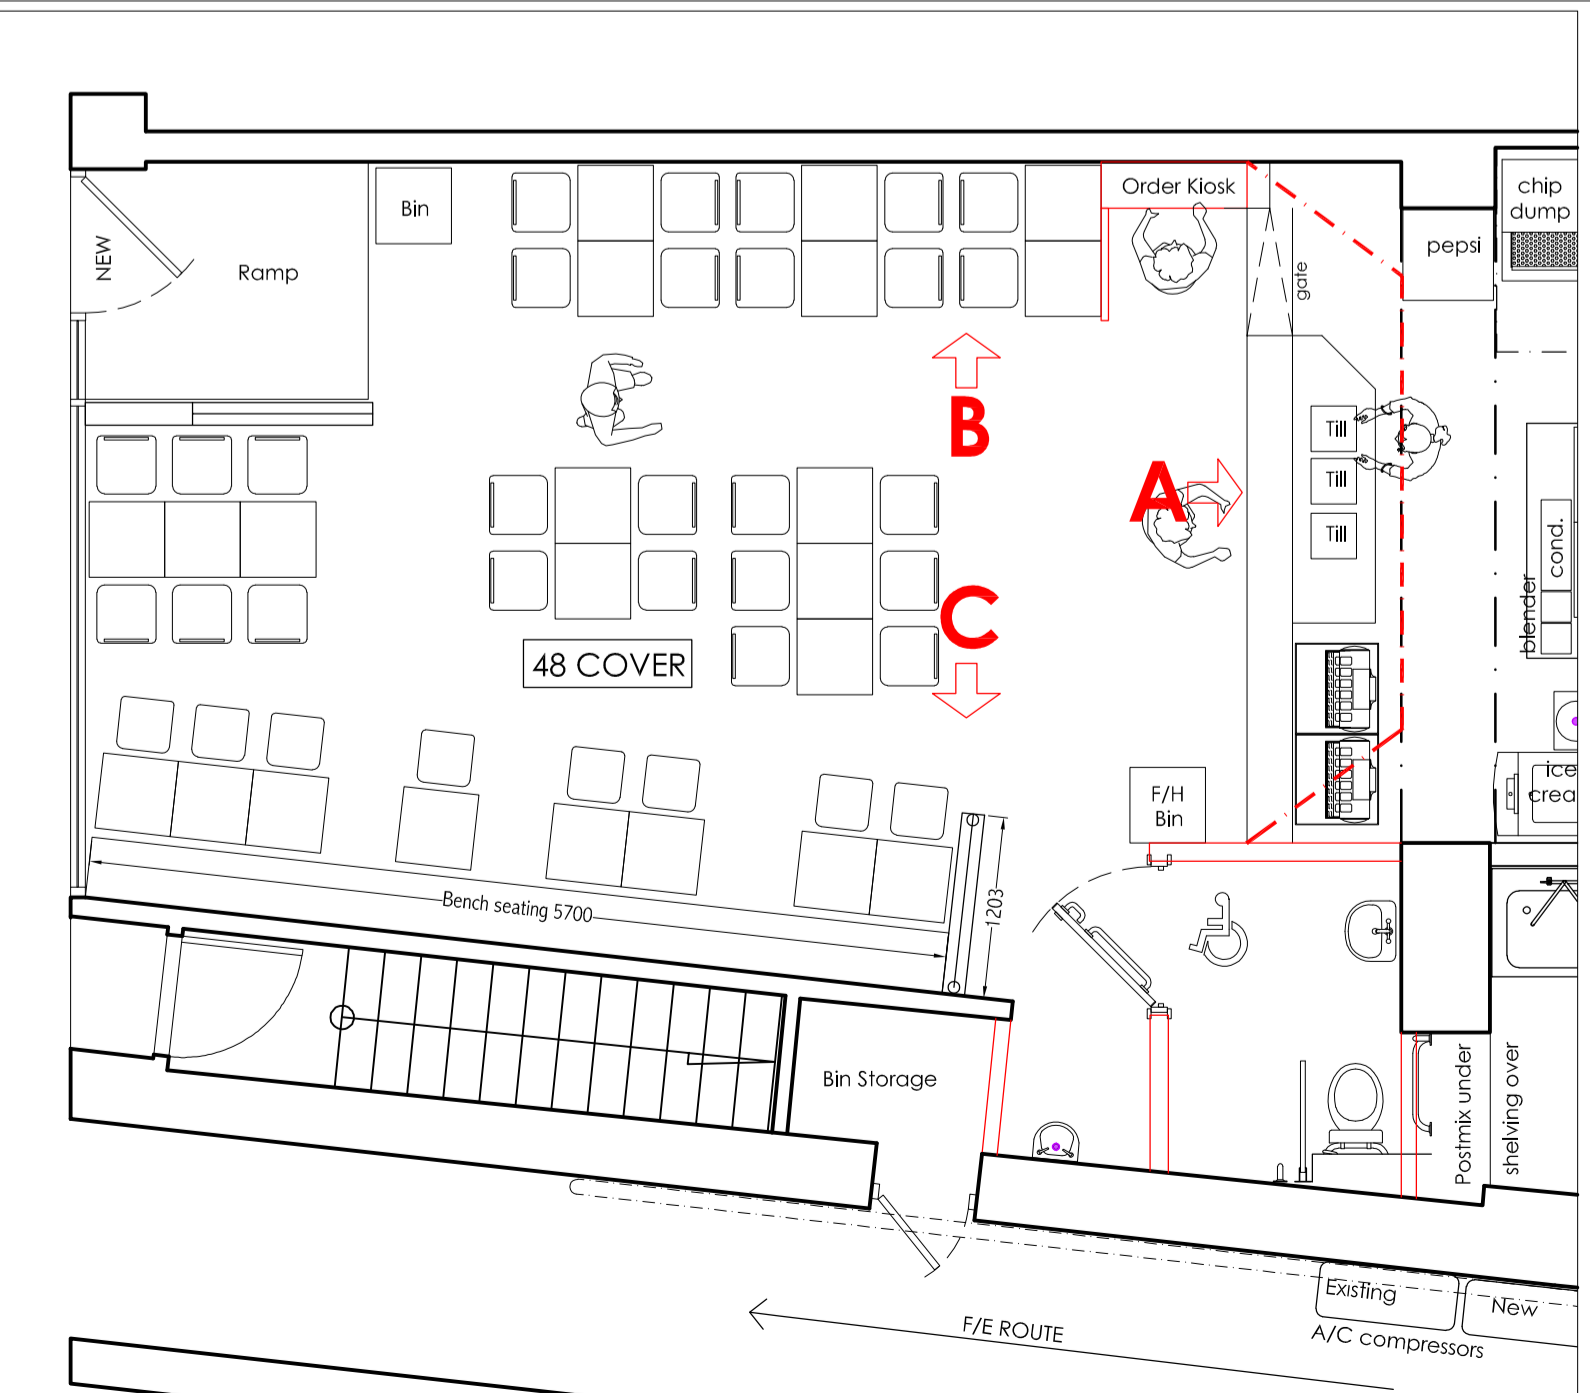 NEW
Ramp
Bin
Order Kiosk
gate
pepsi
chip
dump
B
A
Till
Till
Till
C
48 COVER
cond.
blender
ice
crea
F/H
Bin
Bench seating 5700
1203
Bin Storage
Postmix under
shelving over
Existing
New
A/C compressors
F/E ROUTE